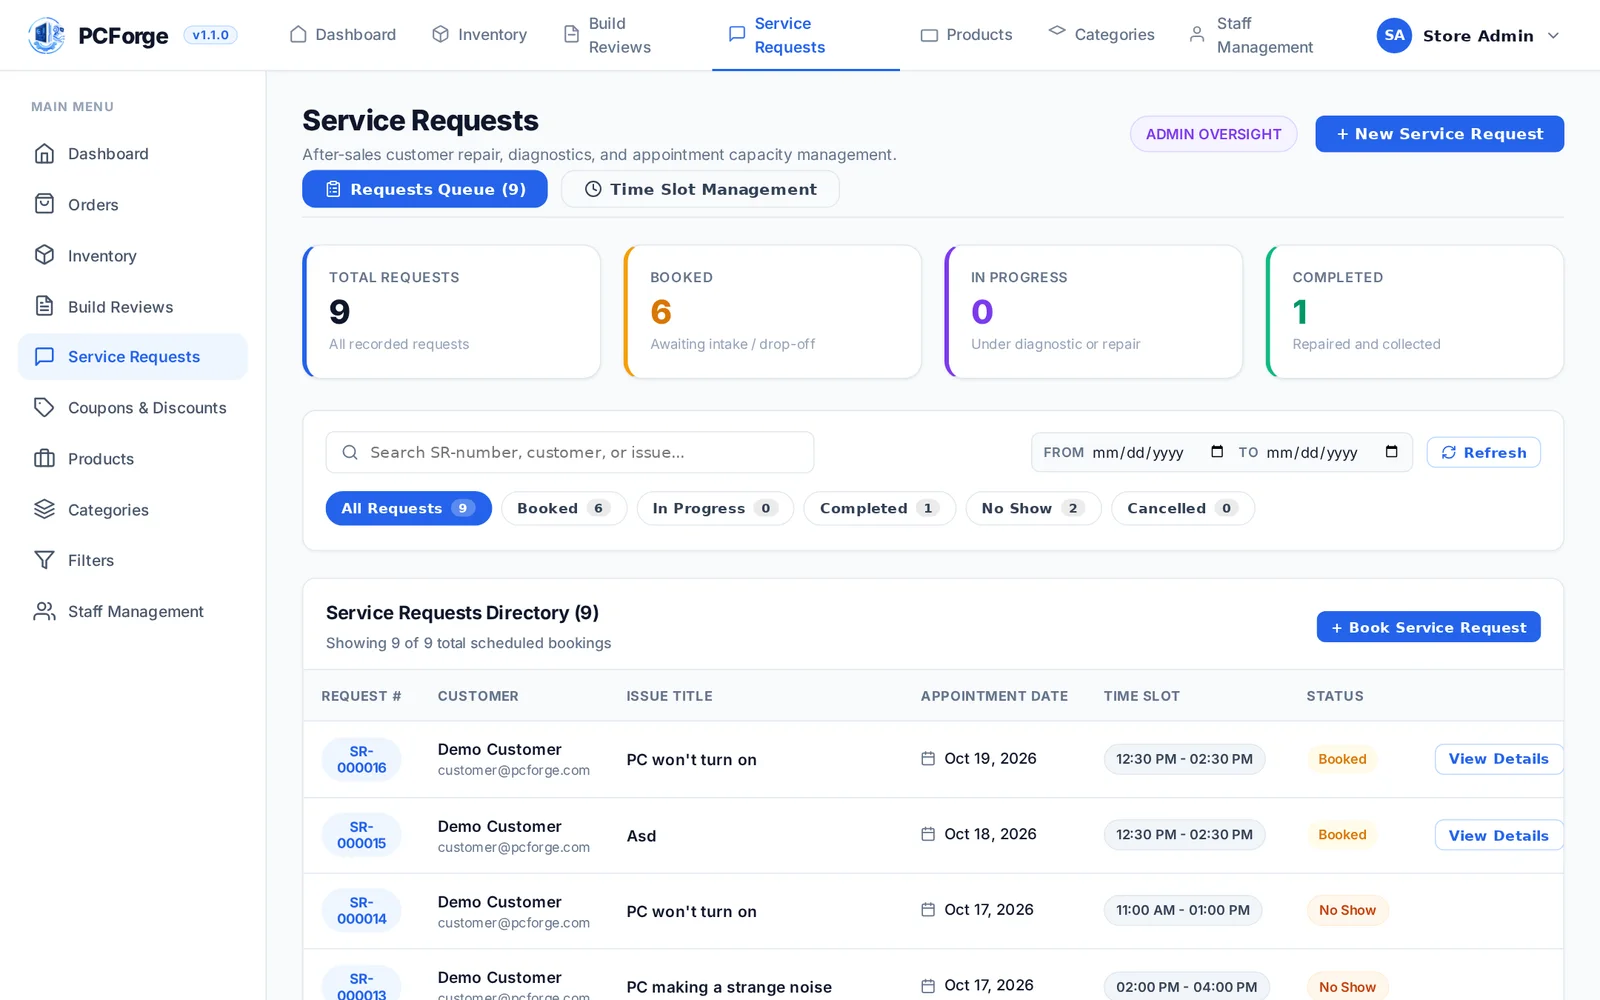 PCForge v1.1.0
Dashboard
Inventory
Build
Reviews
Service
Requests
Products
Categories
Staff
Management
SA Store Admin
MAIN MENU
Dashboard
Orders
Inventory
Build Reviews
Service Requests
Coupons & Discounts
Products
Categories
Filters
Staff Management
Service Requests
After-sales customer repair, diagnostics, and appointment capacity management.
ADMIN OVERSIGHT
+ New Service Request
Requests Queue (9)
Time Slot Management
TOTAL REQUESTS
9
All recorded requests
BOOKED
6
Awaiting intake / drop-off
IN PROGRESS
0
Under diagnostic or repair
COMPLETED
1
Repaired and collected
Search SR-number, customer, or issue...
FROM mm/dd/yyyy TO mm/dd/yyyy
Refresh
All Requests 9
Booked 6
In Progress 0
Completed 1
No Show 2
Cancelled 0
Service Requests Directory (9)
Showing 9 of 9 total scheduled bookings
+ Book Service Request
REQUEST # CUSTOMER ISSUE TITLE APPOINTMENT DATE TIME SLOT STATUS
SR-
000016
Demo Customer
customer@pcforge.com
PC won't turn on
Oct 19, 2026
12:30 PM - 02:30 PM
Booked
View Details
SR-
000015
Demo Customer
customer@pcforge.com
Asd
Oct 18, 2026
12:30 PM - 02:30 PM
Booked
View Details
SR-
000014
Demo Customer
customer@pcforge.com
PC won't turn on
Oct 17, 2026
11:00 AM - 01:00 PM
No Show
SR-
000013
Demo Customer
customer@pcforge.com
PC making a strange noise
Oct 17, 2026
02:00 PM - 04:00 PM
No Show